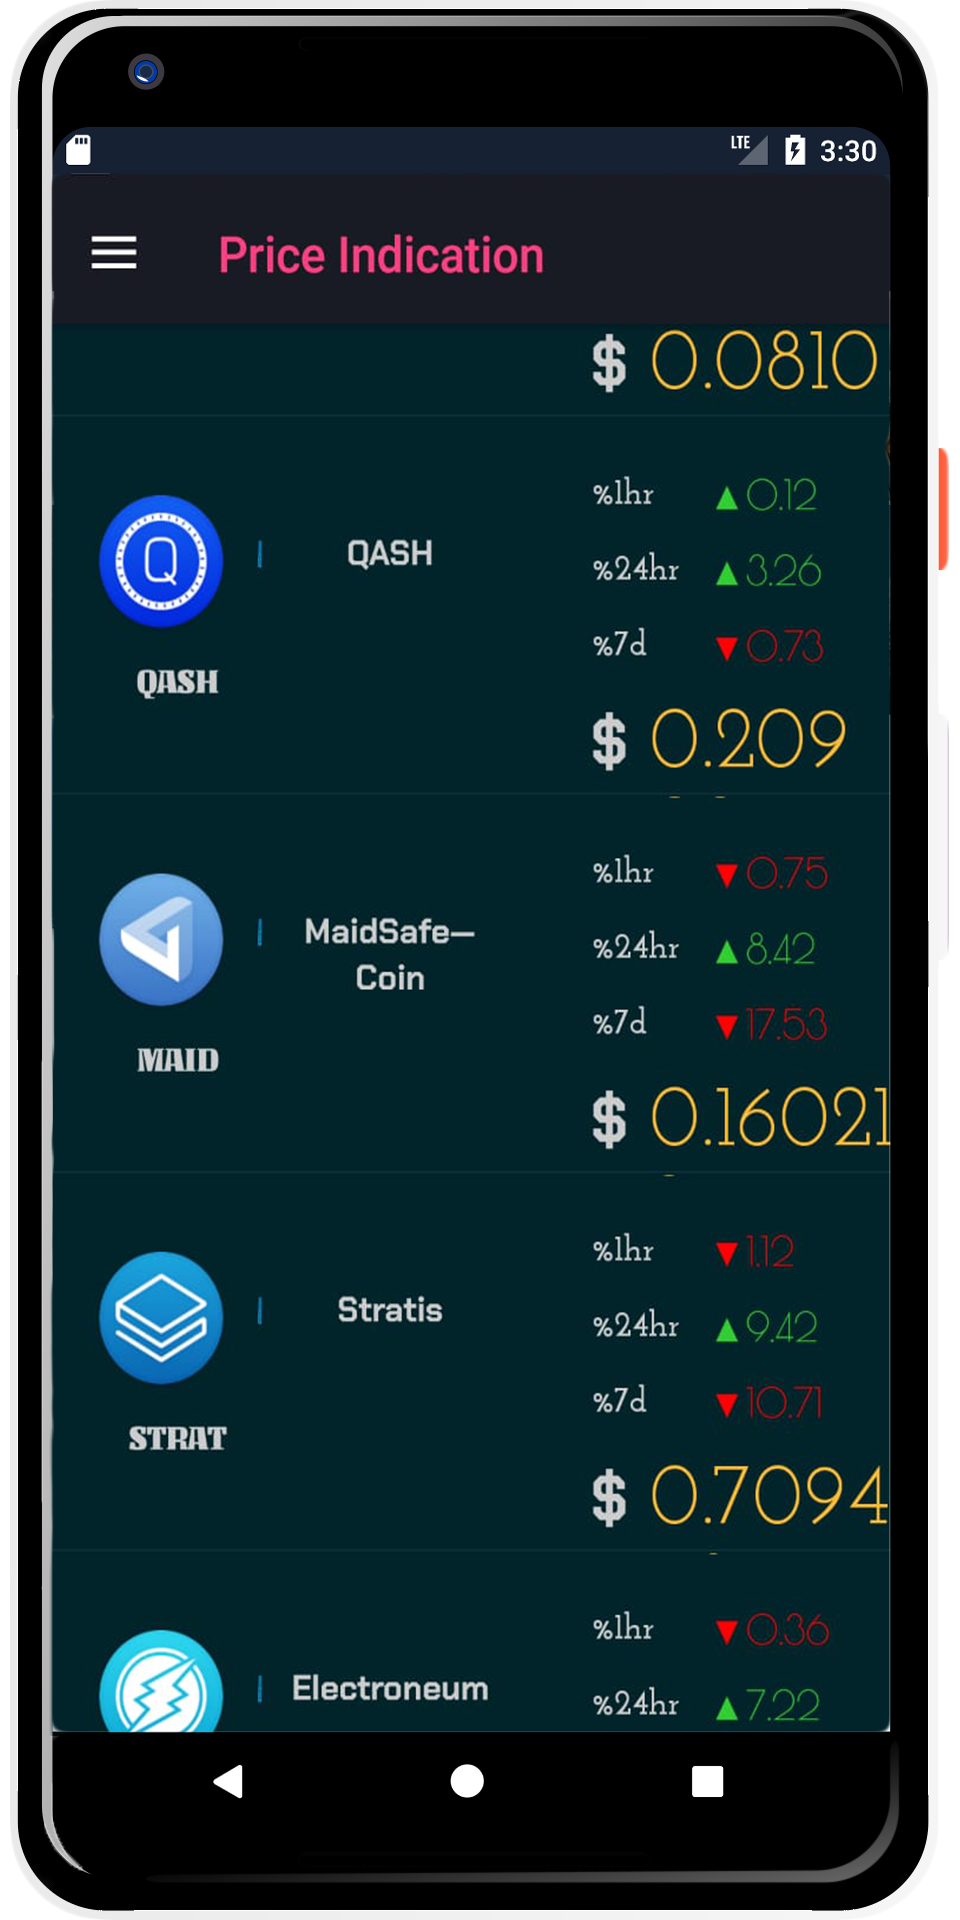 LTE 3:30
Price Indication
$ 0.0810
%1hr ▲0.12
QASH
%24hr ▲3.26
%7d ▼0.73
QASH
$ 0.209
%1hr ▼0.75
MaidSafe—
Coin
%24hr ▲8.42
%7d ▼17.53
MAID
$ 0.16021
%1hr ▼1.12
Stratis
%24hr ▲9.42
%7d ▼10.71
STRAT
$ 0.7094
%1hr ▼0.36
Electroneum
%24hr ▲7.22